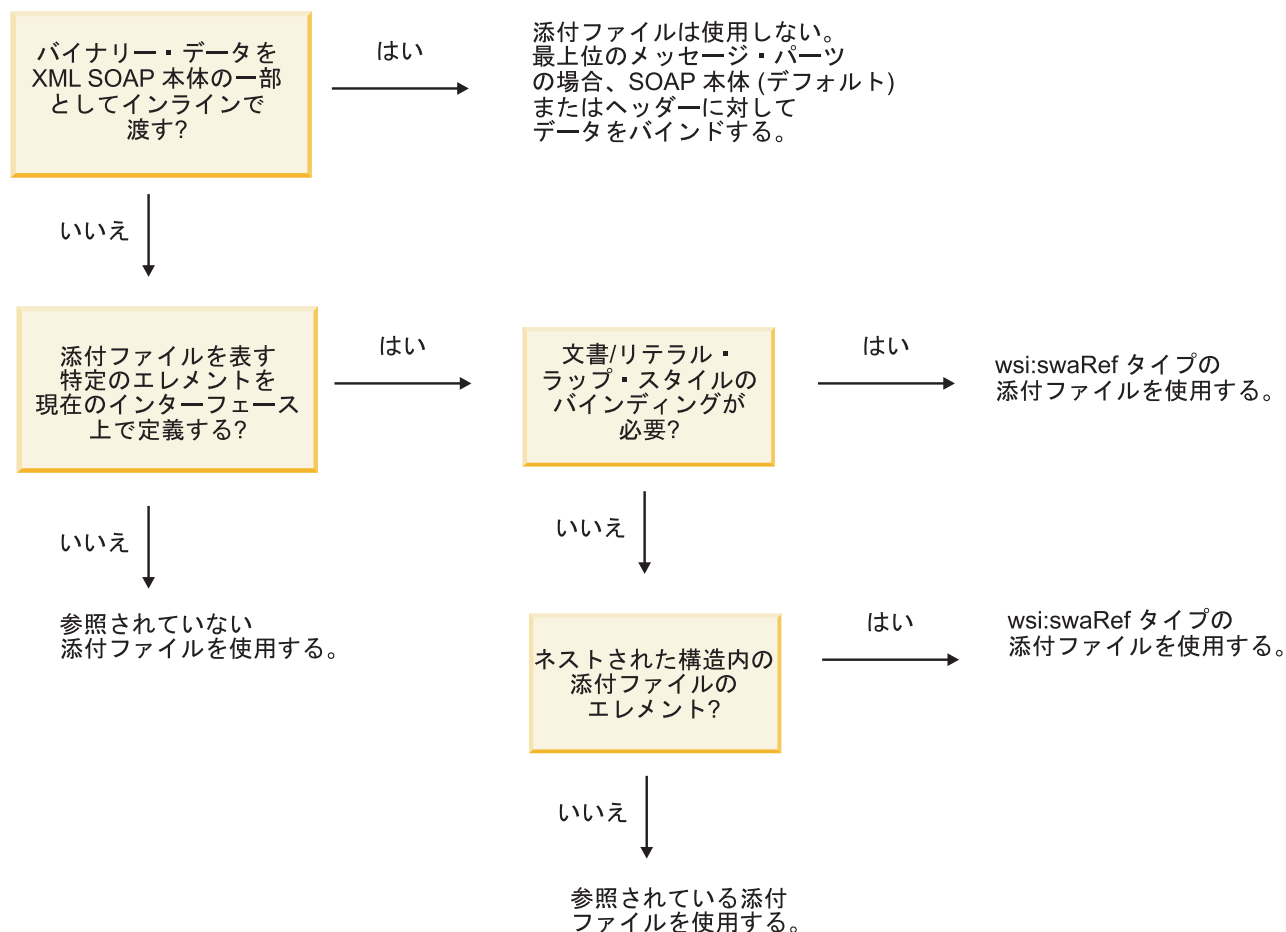 バイナリー・データを
XML SOAP 本体の一部
としてインラインで
渡す?
はい
添付ファイルは使用しない。
最上位のメッセージ・パーツ
の場合、SOAP 本体 (デフォルト)
またはヘッダーに対して
データをバインドする。
いいえ
添付ファイルを表す
特定のエレメントを
現在のインターフェース
上で定義する?
はい
文書/リテラル・
ラップ・スタイルの
バインディングが
必要?
はい
wsi:swaRef タイプの
添付ファイルを使用する。
いいえ
参照されていない
添付ファイルを使用する。
いいえ
ネストされた構造内の
添付ファイルの
エレメント?
はい
wsi:swaRef タイプの
添付ファイルを使用する。
いいえ
参照されている添付
ファイルを使用する。